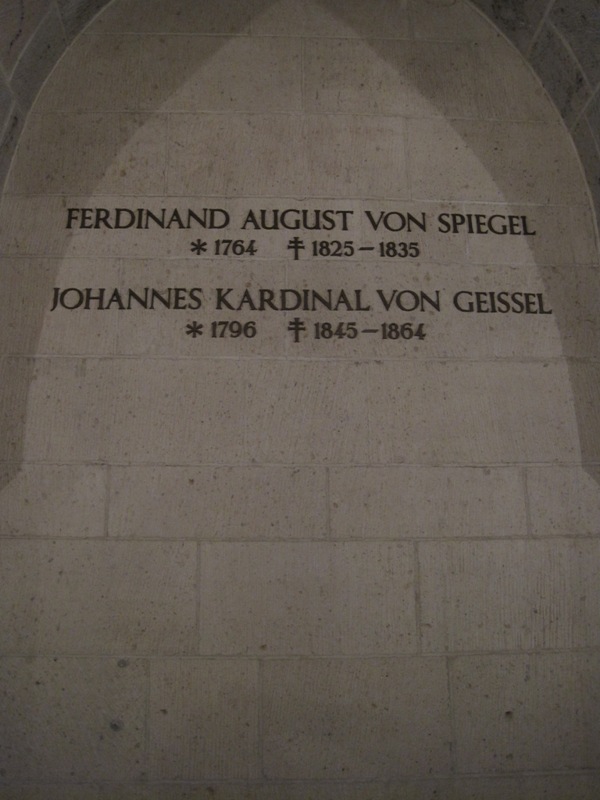 FERDINAND AUGUST VON SPIEGEL
* 1764 ‡ 1825 – 1835
JOHANNES KARDINAL VON GEISSEL
* 1796 ‡ 1845 – 1864